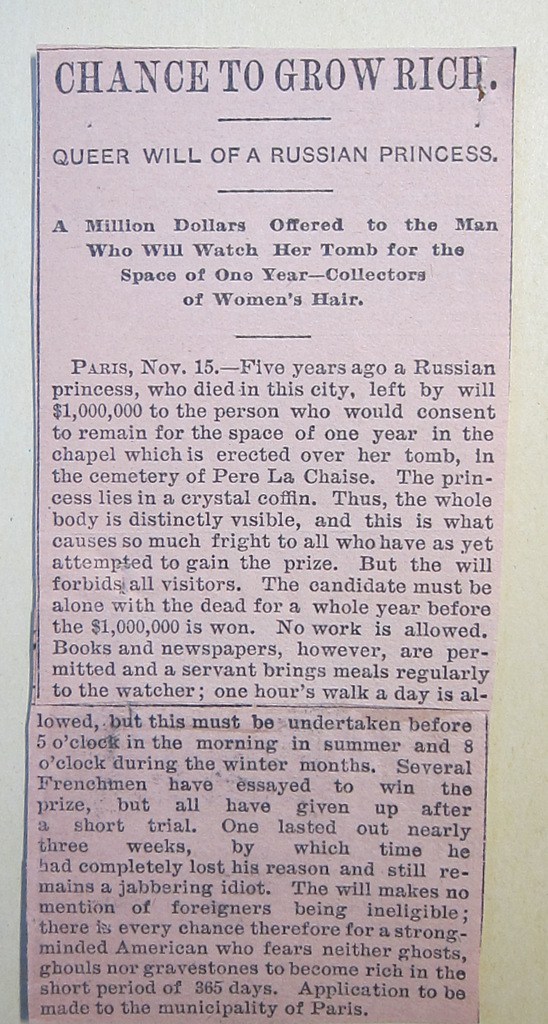 CHANCE TO GROW RICH.
QUEER WILL OF A RUSSIAN PRINCESS.
A Million Dollars Offered to the Man
Who Will Watch Her Tomb for the
Space of One Year—Collectors
of Women's Hair.
PARIS, Nov. 15.—Five years ago a Russian
princess, who died in this city, left by will
$1,000,000 to the person who would consent
to remain for the space of one year in the
chapel which is erected over her tomb, in
the cemetery of Pere La Chaise. The prin-
cess lies in a crystal coffin. Thus, the whole
body is distinctly visible, and this is what
causes so much fright to all who have as yet
attempted to gain the prize. But the will
forbids all visitors. The candidate must be
alone with the dead for a whole year before
the $1,000,000 is won. No work is allowed.
Books and newspapers, however, are per-
mitted and a servant brings meals regularly
to the watcher; one hour's walk a day is al-
lowed, but this must be undertaken before
5 o'clock in the morning in summer and 8
o'clock during the winter months. Several
Frenchmen have essayed to win the
prize, but all have given up after
a short trial. One lasted out nearly
three weeks, by which time he
had completely lost his reason and still re-
mains a jabbering idiot. The will makes no
mention of foreigners being ineligible;
there is every chance therefore for a strong-
minded American who fears neither ghosts,
ghouls nor gravestones to become rich in the
short period of 365 days. Application to be
made to the municipality of Paris.